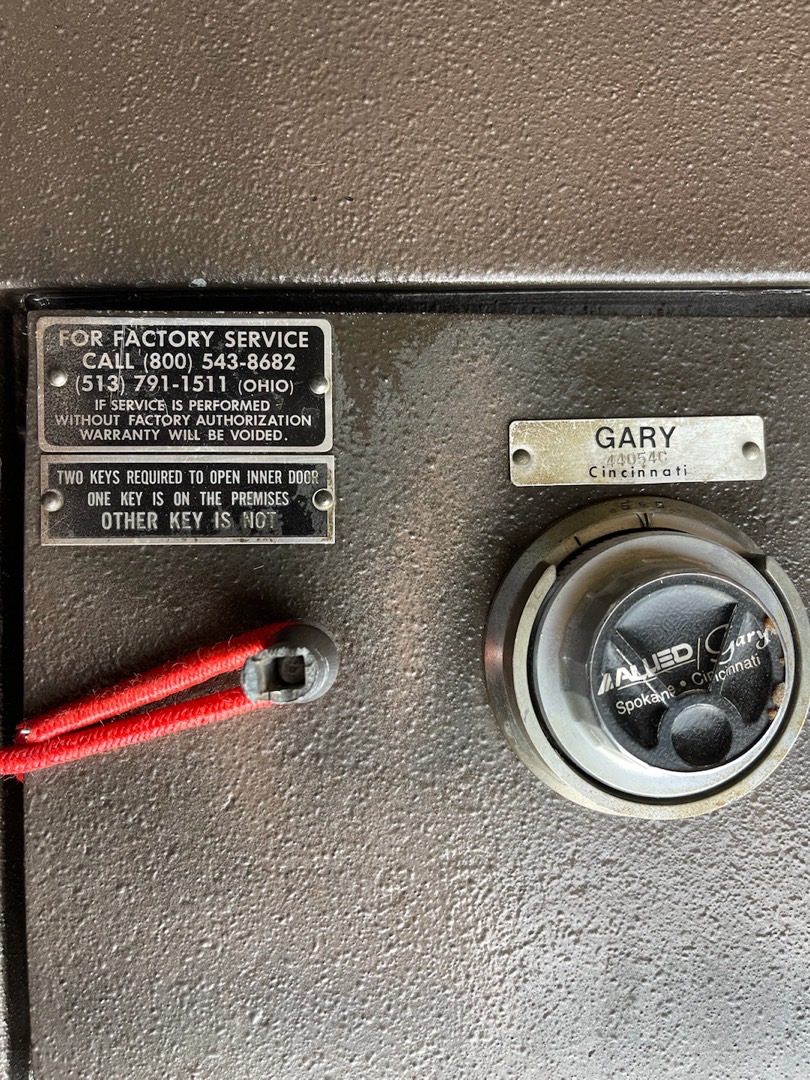 FOR FACTORY SERVICE
CALL (800) 543-8682
(513) 791-1511 (OHIO)
IF SERVICE IS PERFORMED
WITHOUT FACTORY AUTHORIZATION
WARRANTY WILL BE VOIDED.
TWO KEYS REQUIRED TO OPEN INNER DOOR
ONE KEY IS ON THE PREMISES
OTHER KEY IS NOT
GARY
44054C
Cincinnati
ALLIED/Gary
Spokane • Cincinnati